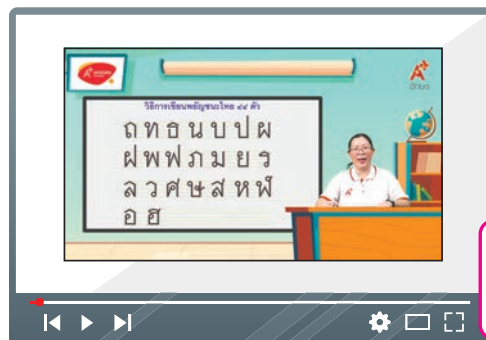 วิธีการเขียนพยัญชนะไทย ๔๔ ตัว
ถ ท ธ น บ ป ผ
ฝ พ ฟ ภ ม ย ร
ล ว ศ ษ ส ห ฬ
อ ฮ